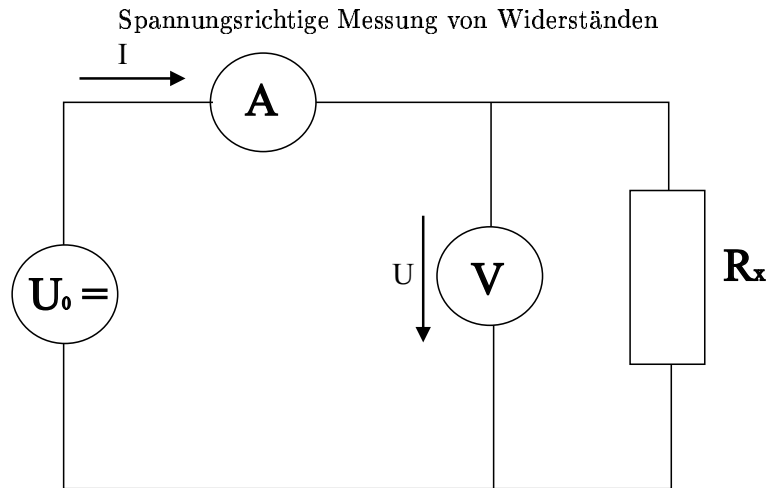 Spannungsrichtige Messung von Widerständen
I
A
U₀ =
U
V
Rₓ